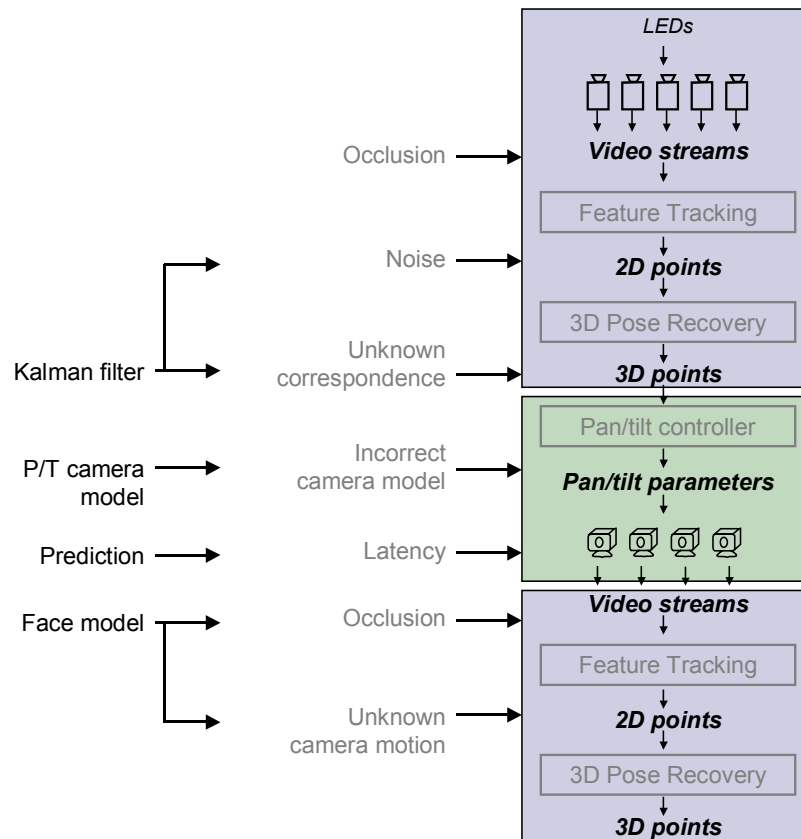 LEDs
Occlusion
Video streams
Feature Tracking
Noise
2D points
3D Pose Recovery
Kalman filter
Unknown
correspondence
3D points
Pan/tilt controller
P/T camera
model
Incorrect
camera model
Pan/tilt parameters
Prediction
Latency
Video streams
Face model
Occlusion
Feature Tracking
Unknown
camera motion
2D points
3D Pose Recovery
3D points